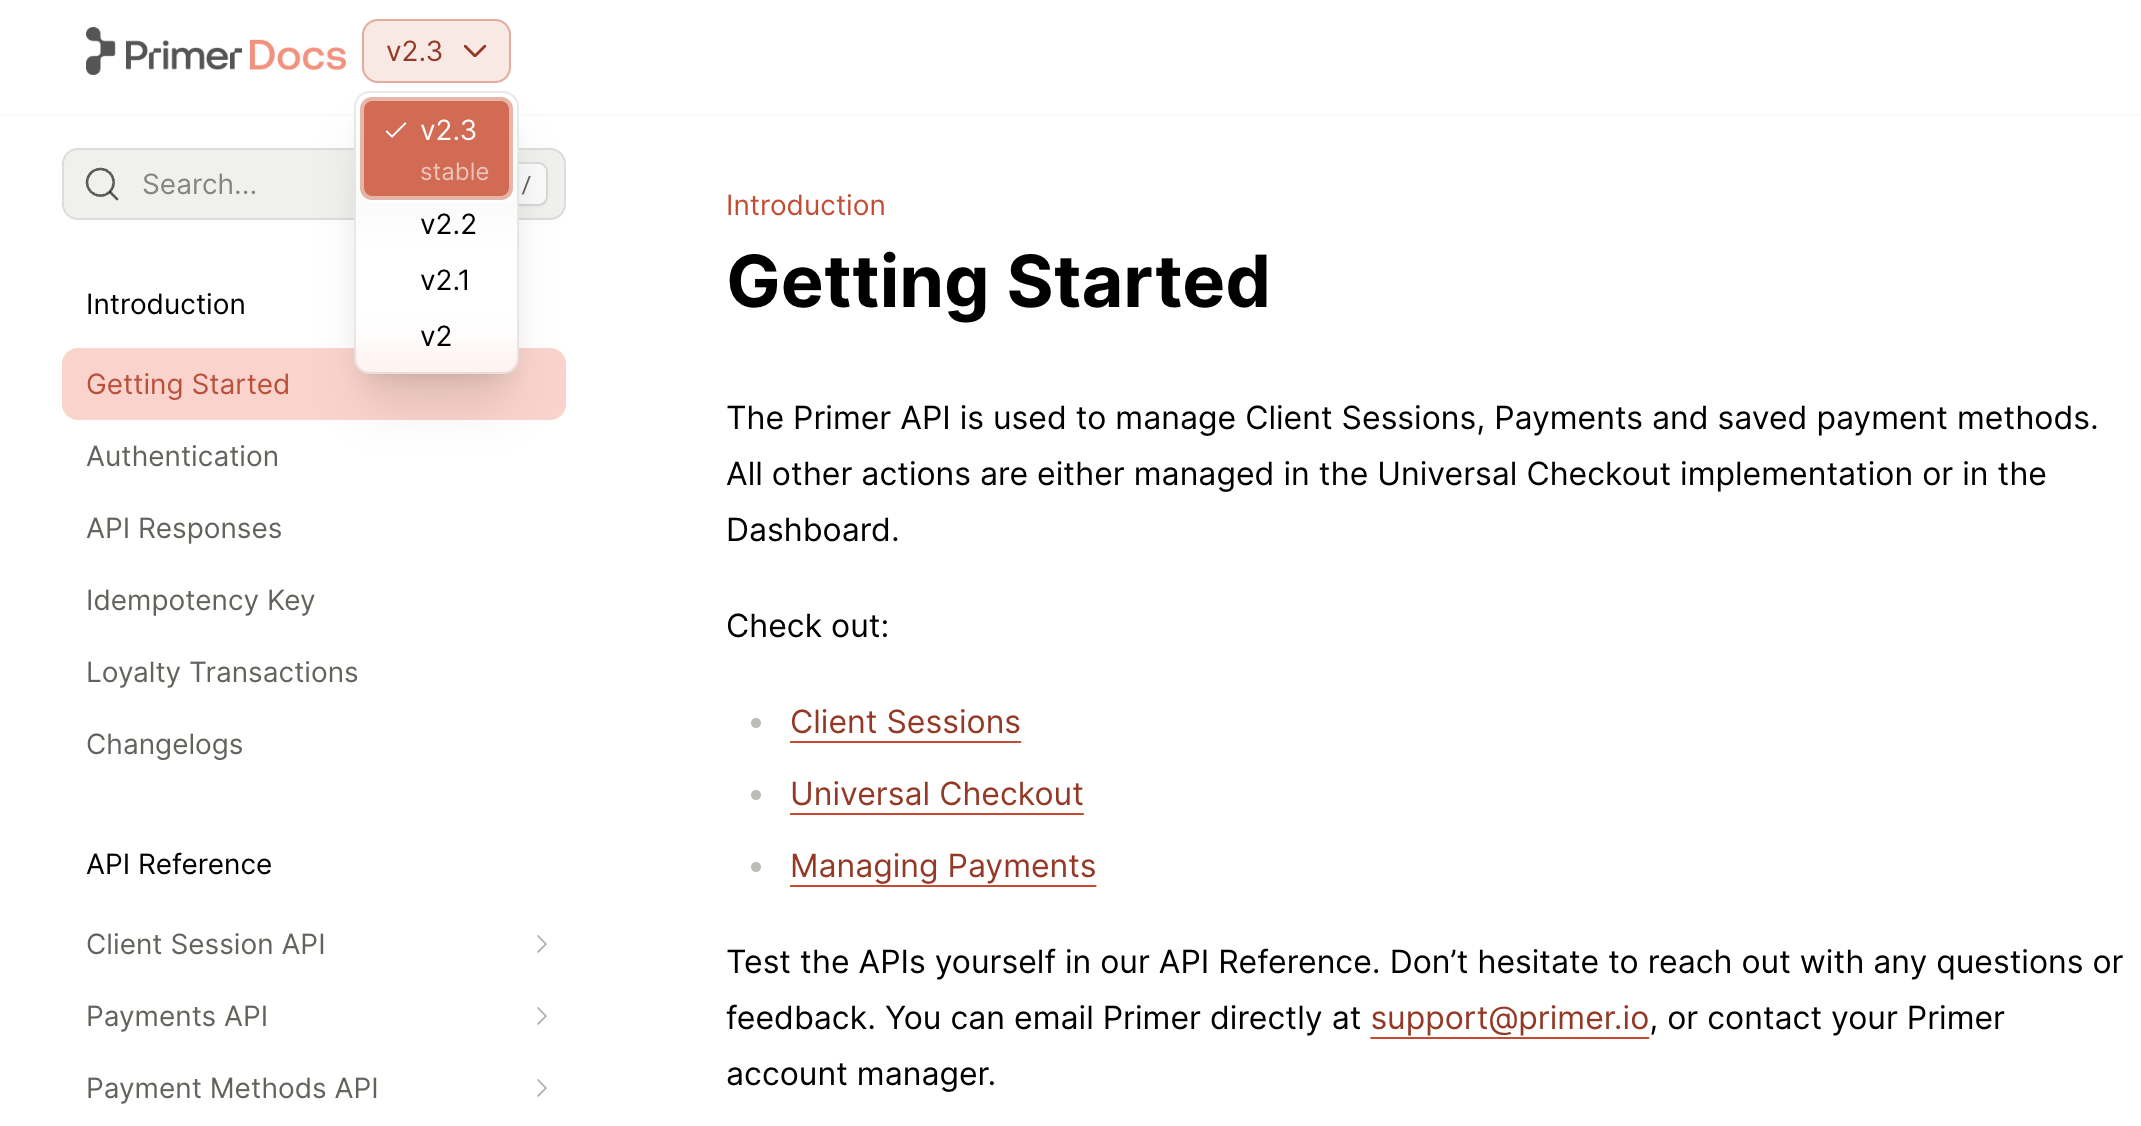 Primer Docs
v2.3
v2.3
stable
v2.2
v2.1
v2
Search...
/
Introduction
Getting Started
Authentication
API Responses
Idempotency Key
Loyalty Transactions
Changelogs
API Reference
Client Session API
Payments API
Payment Methods API
Introduction
Getting Started
The Primer API is used to manage Client Sessions, Payments and saved payment methods.
All other actions are either managed in the Universal Checkout implementation or in the
Dashboard.
Check out:
Client Sessions
Universal Checkout
Managing Payments
Test the APIs yourself in our API Reference. Don’t hesitate to reach out with any questions or
feedback. You can email Primer directly at support@primer.io, or contact your Primer
account manager.